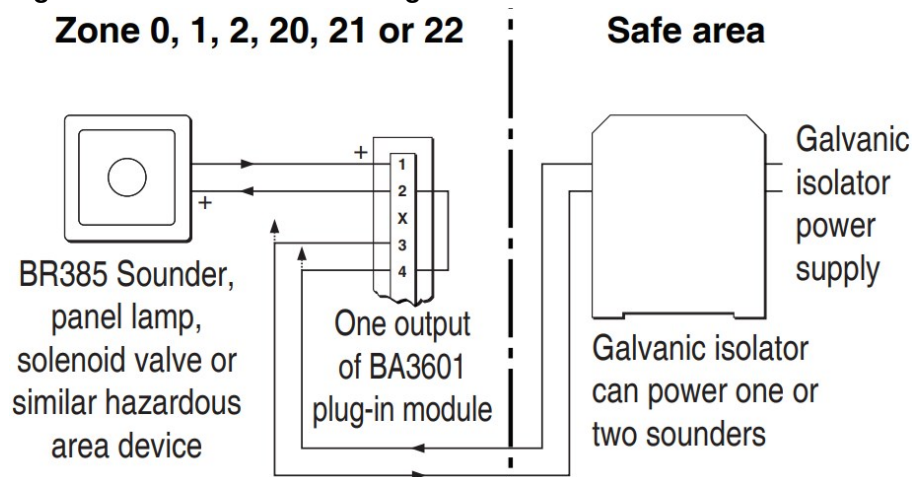 Zone 0, 1, 2, 20, 21 or 22
Safe area
+
1
2
X
3
4
+
BR385 Sounder,
panel lamp,
solenoid valve or
similar hazardous
area device
One output
of BA3601
plug-in module
Galvanic
isolator
power
supply
Galvanic isolator
can power one or
two sounders